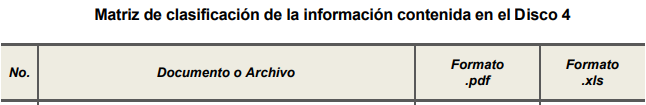 Matriz de clasificación de la información contenida en el Disco 4
No. Documento o Archivo Formato .pdf Formato .xls